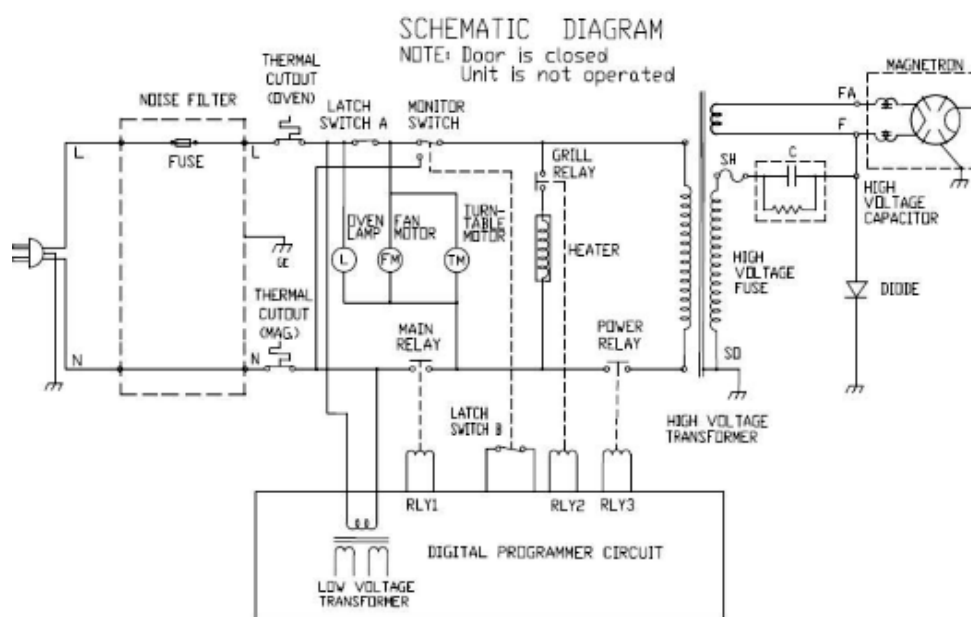 SCHEMATIC DIAGRAM
NOTE: Door is closed
Unit is not operated
MAGNETRON
THERMAL
CUTOUT
(OVEN)
NOISE FILTER
LATCH
SWITCH A
MONITOR
SWITCH
FA
F
L
FUSE
L
GRILL
RELAY
SH
C
HIGH
VOLTAGE
CAPACITOR
OVEN
LAMP
FAN
MOTOR
TURN-
TABLE
MOTOR
L
FM
TM
HEATER
GE
HIGH
VOLTAGE
FUSE
DIODE
THERMAL
CUTOUT
(MAG.)
MAIN
RELAY
POWER
RELAY
N
N
SO
LATCH
SWITCH B
HIGH VOLTAGE
TRANSFORMER
RLY1
RLY2
RLY3
DIGITAL PROGRAMMER CIRCUIT
LOW VOLTAGE
TRANSFORMER